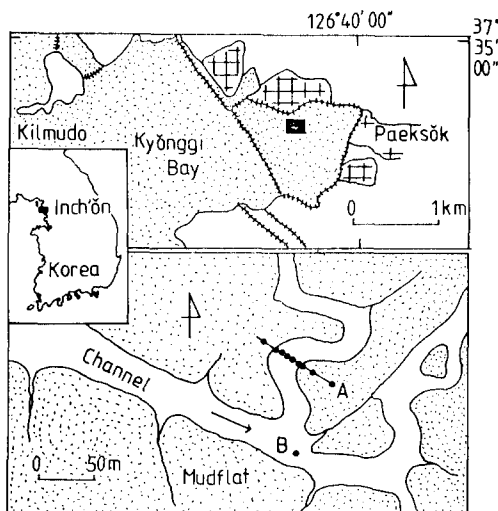 126°40'00"
37°
35'
00"
Kilmudo
Kyŏnggi
Bay
Paeksŏk
0 1km
Inch'ŏn
Korea
Channel
A
B
0 50m
Mudflat